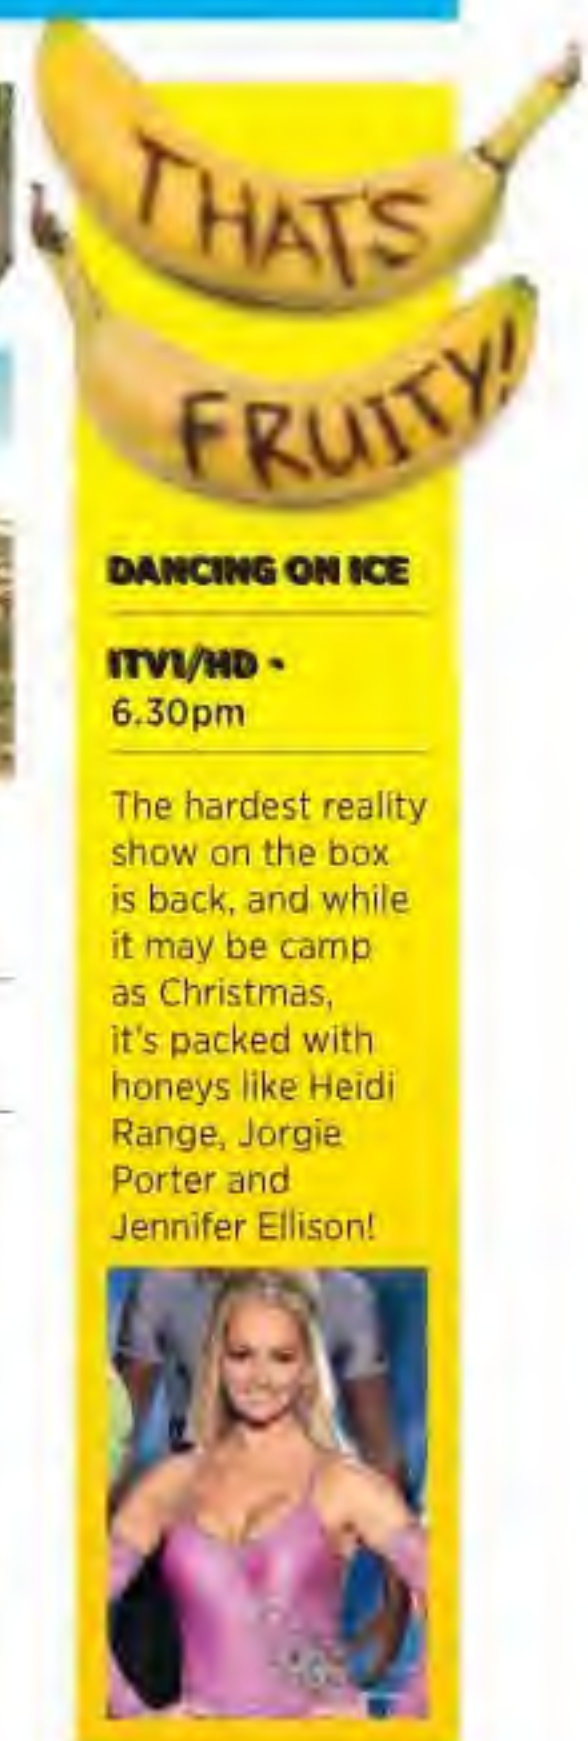 THAT'S
FRUITY!
DANCING ON ICE
ITV1/HD -
6.30pm
The hardest reality
show on the box
is back, and while
it may be camp
as Christmas,
it's packed with
honeys like Heidi
Range, Jorgie
Porter and
Jennifer Ellison!